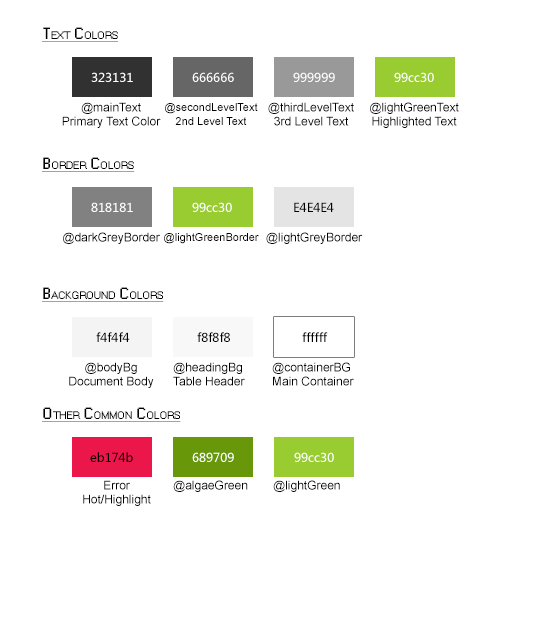 Text Colors
323131 666666 999999 99cc30
@mainText @secondLevelText @thirdLevelText @lightGreenText
Primary Text Color 2nd Level Text 3rd Level Text Highlighted Text
Border Colors
818181 99cc30 E4E4E4
@darkGreyBorder @lightGreenBorder @lightGreyBorder
Background Colors
f4f4f4 f8f8f8 ffffff
@bodyBg @headingBg @containerBG
Document Body Table Header Main Container
Other Common Colors
eb174b 689709 99cc30
Error @algaeGreen @lightGreen
Hot/Highlight